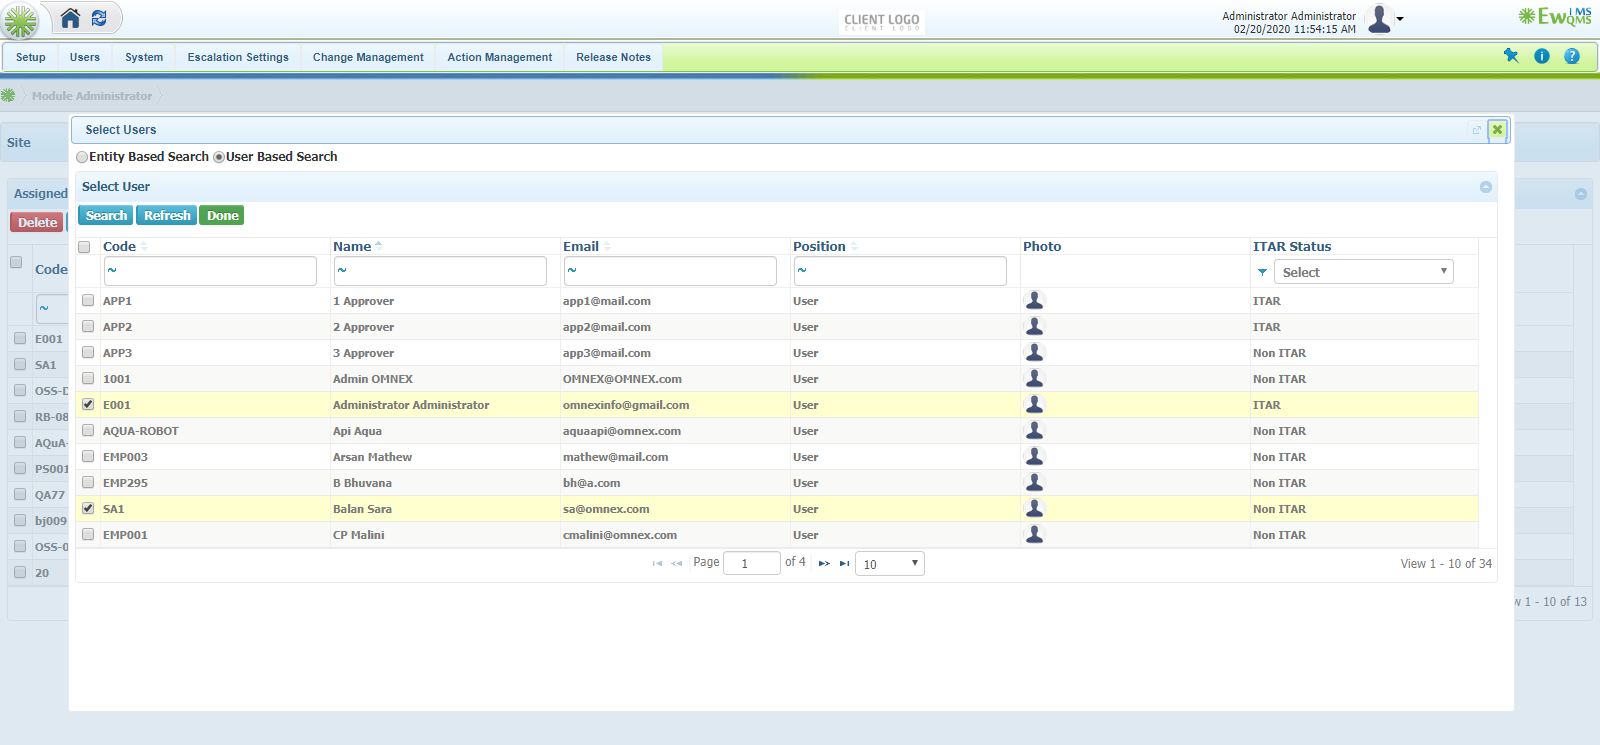 CLIENT LOGO
CLIENT LOGO
Administrator Administrator
02/20/2020 11:54:15 AM
EwQMS
IMS
Setup Users System Escalation Settings Change Management Action Management Release Notes
Module Administrator
Site
Select Users
Entity Based Search User Based Search
Select User
Search Refresh Done
Code Name Email Position Photo ITAR Status
~ ~ ~ ~ Select
APP1 1 Approver app1@mail.com User ITAR
APP2 2 Approver app2@mail.com User ITAR
APP3 3 Approver app3@mail.com User Non ITAR
1001 Admin OMNEX OMNEX@OMNEX.com User Non ITAR
E001 Administrator Administrator omnexinfo@gmail.com User ITAR
AQUA-ROBOT Api Aqua aquaapi@omnex.com User Non ITAR
EMP003 Arsan Mathew mathew@mail.com User Non ITAR
EMP295 B Bhuvana bh@a.com User Non ITAR
SA1 Balan Sara sa@omnex.com User Non ITAR
EMP001 CP Malini cmalini@omnex.com User Non ITAR
Page 1 of 4 10 View 1 - 10 of 34
Assigned
Delete
Code
~
E001
SA1
OSS-D
RB-08
AQuA-
PS001
QA77
bj009
OSS-0
20
1 - 10 of 13